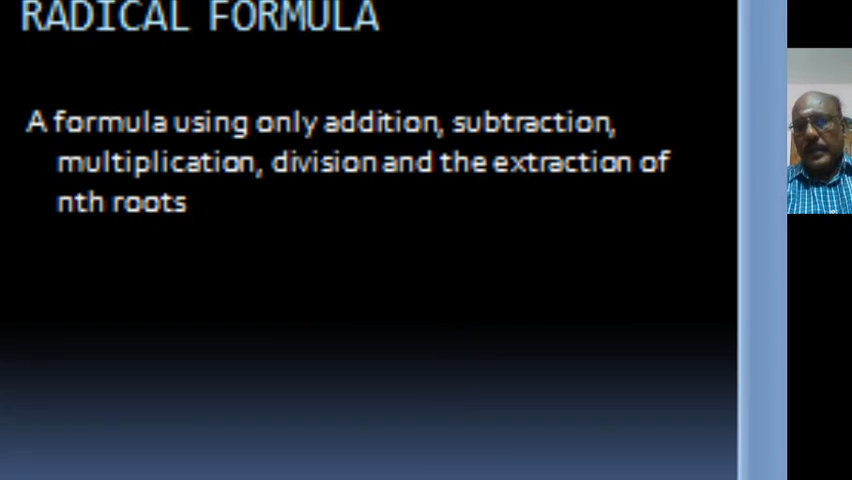 RADICAL FORMULA
A formula using only addition, subtraction,
multiplication, division and the extraction of
nth roots